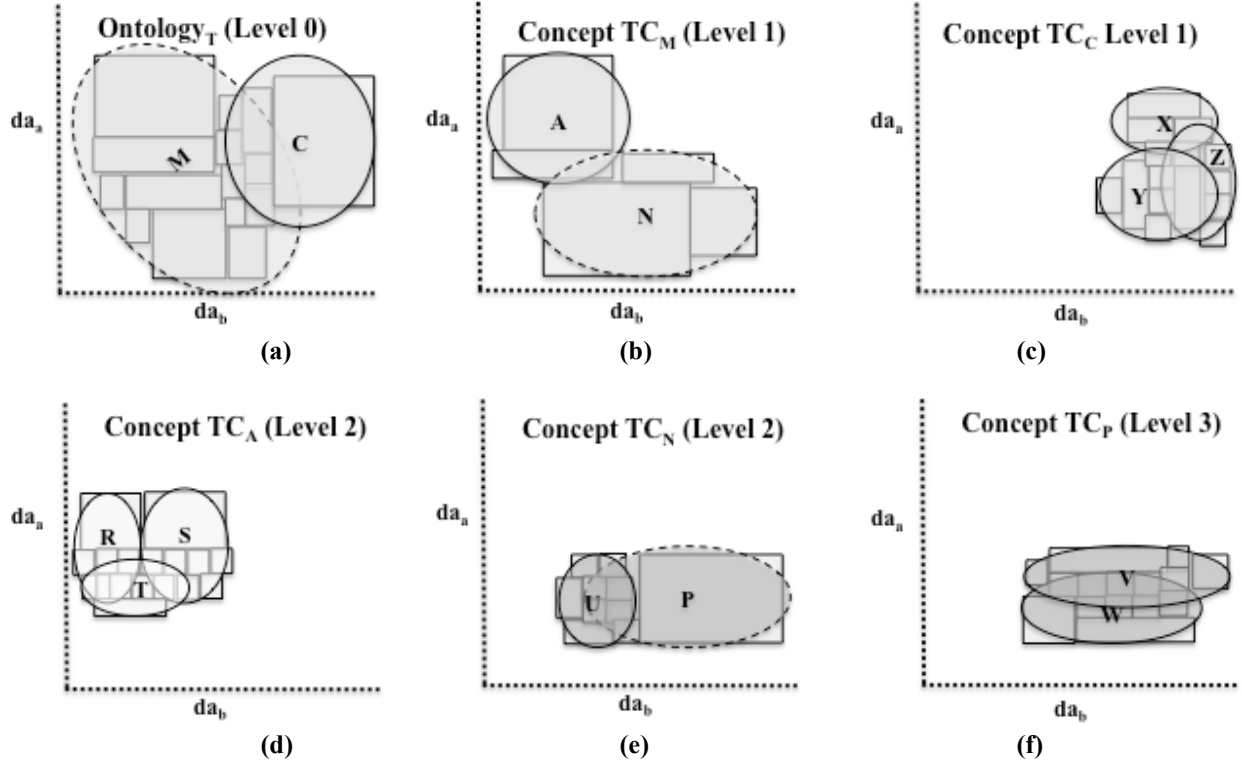 Ontology_T (Level 0)
da_a
M
C
da_b
(a)
Concept TC_M (Level 1)
da_a
A
N
da_b
(b)
Concept TC_C Level 1)
da_a
X
Z
Y
da_b
(c)
Concept TC_A (Level 2)
da_a
R
S
T
da_b
(d)
Concept TC_N (Level 2)
da_a
U
P
da_b
(e)
Concept TC_P (Level 3)
da_a
V
W
da_b
(f)